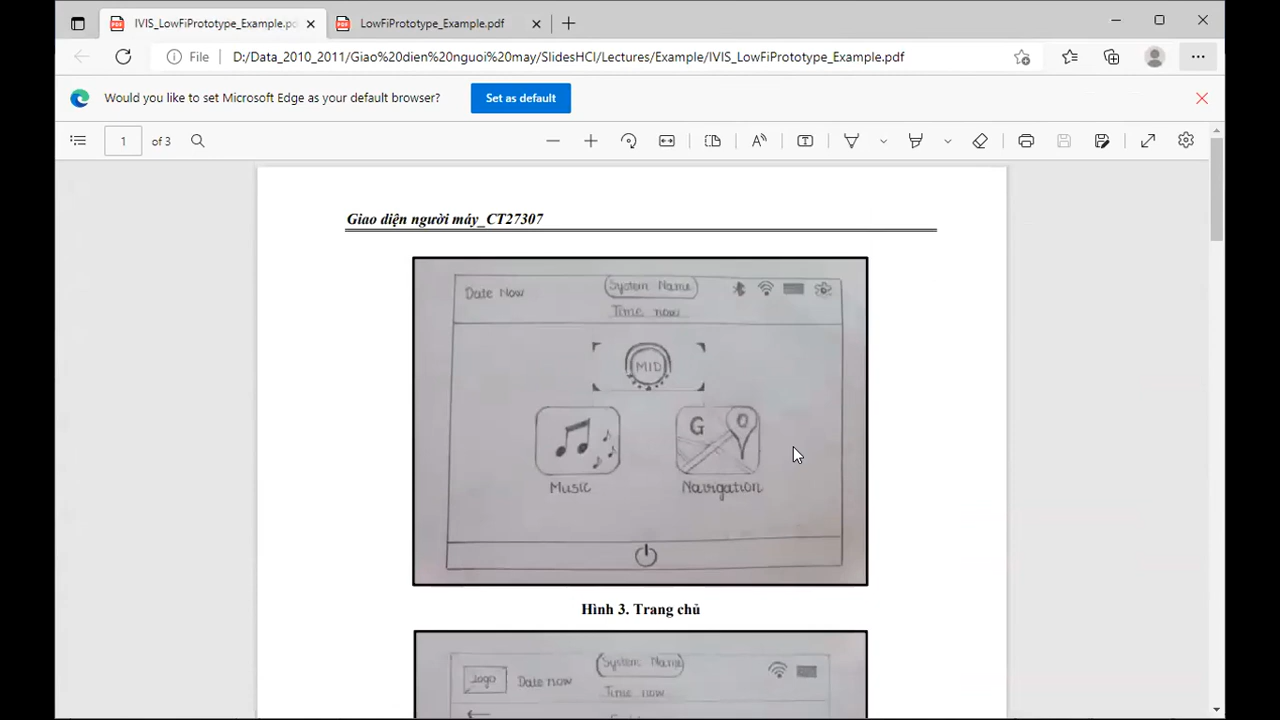 IVIS_LowFiPrototype_Example.pd
LowFiPrototype_Example.pdf
File
D:/Data_2010_2011/Giao%20dien%20nguoi%20may/SlidesHCI/Lectures/Example/IVIS_LowFiPrototype_Example.pdf
Would you like to set Microsoft Edge as your default browser?
Set as default
1 of 3
Giao diện người máy_CT27307
Date Now
System Name
Time now
MID
G
Music
Navigation
Hình 3. Trang chủ
Logo
Date now
System Name
Time now